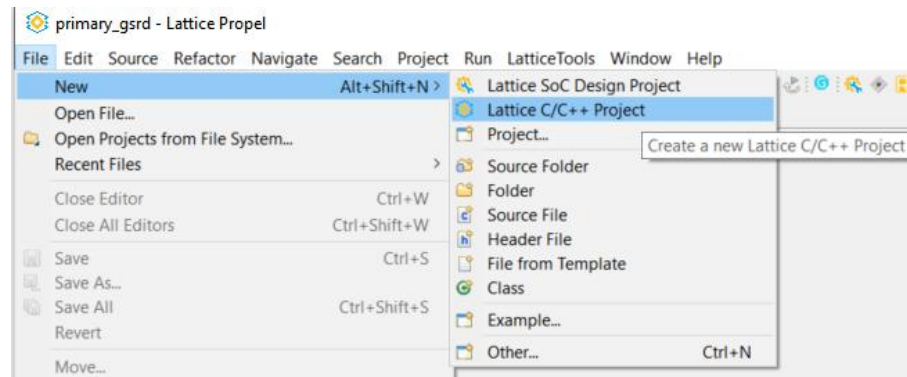 primary_gsrd - Lattice Propel
File Edit Source Refactor Navigate Search Project Run LatticeTools Window Help
New Alt+Shift+N >
Open File...
Open Projects from File System...
Recent Files >
Close Editor Ctrl+W
Close All Editors Ctrl+Shift+W
Save Ctrl+S
Save As...
Save All Ctrl+Shift+S
Revert
Move...
Lattice SoC Design Project
Lattice C/C++ Project
Project...
Create a new Lattice C/C++ Project
Source Folder
Folder
Source File
Header File
File from Template
Class
Example...
Other... Ctrl+N